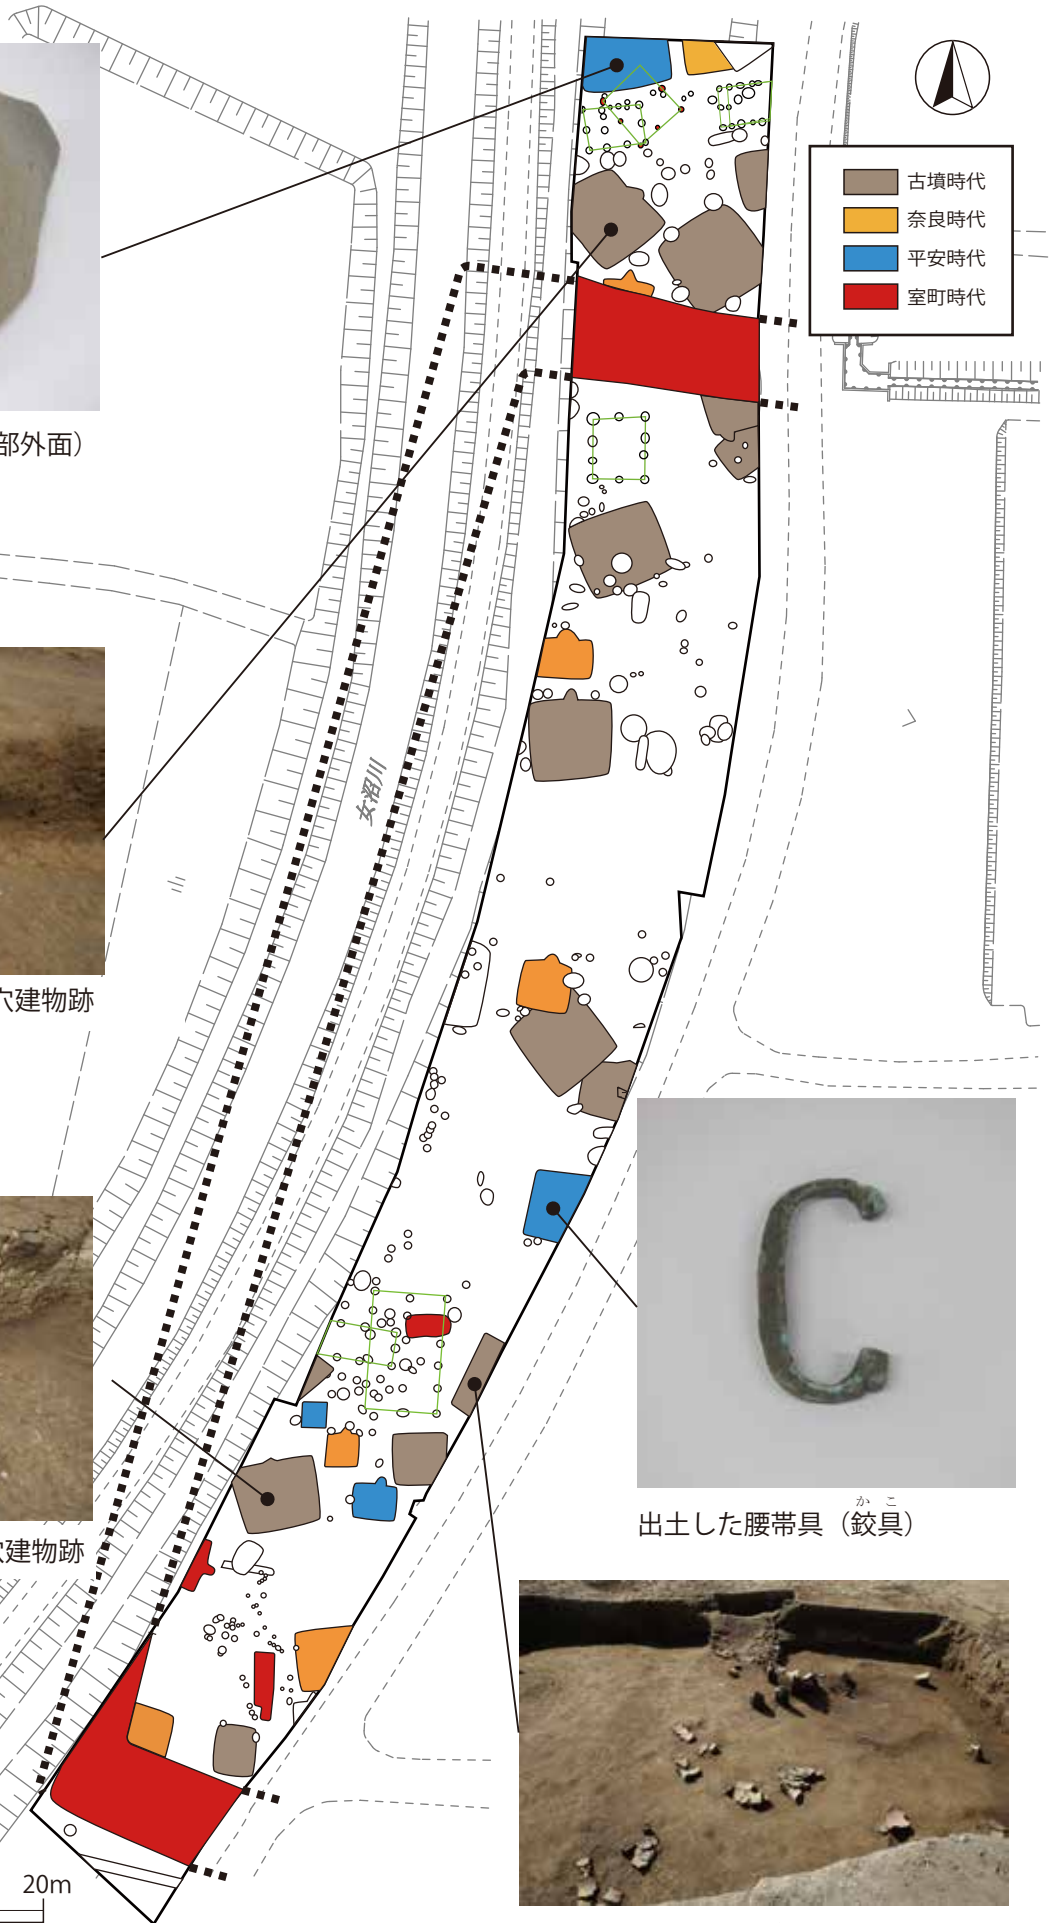 古墳時代
奈良時代
平安時代
室町時代
部外面）
女沼川
穴建物跡
かこ
出土した腰帯具（鉸具）
穴建物跡
20m